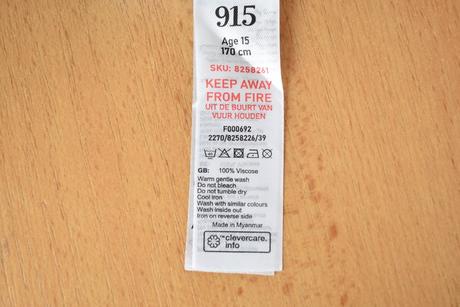 915
Age 15
170 cm
SKU: 8258261
KEEP AWAY
FROM FIRE
UIT DE BUURT VAN
VUUR HOUDEN
F000692
2270/8258226/39
GB: 100% Viscose
Warm gentle wash
Do not bleach
Do not tumble dry
Cool iron
Wash with similar colours
Wash inside out
Iron on reverse side
Made in Myanmar
clevercare.
info